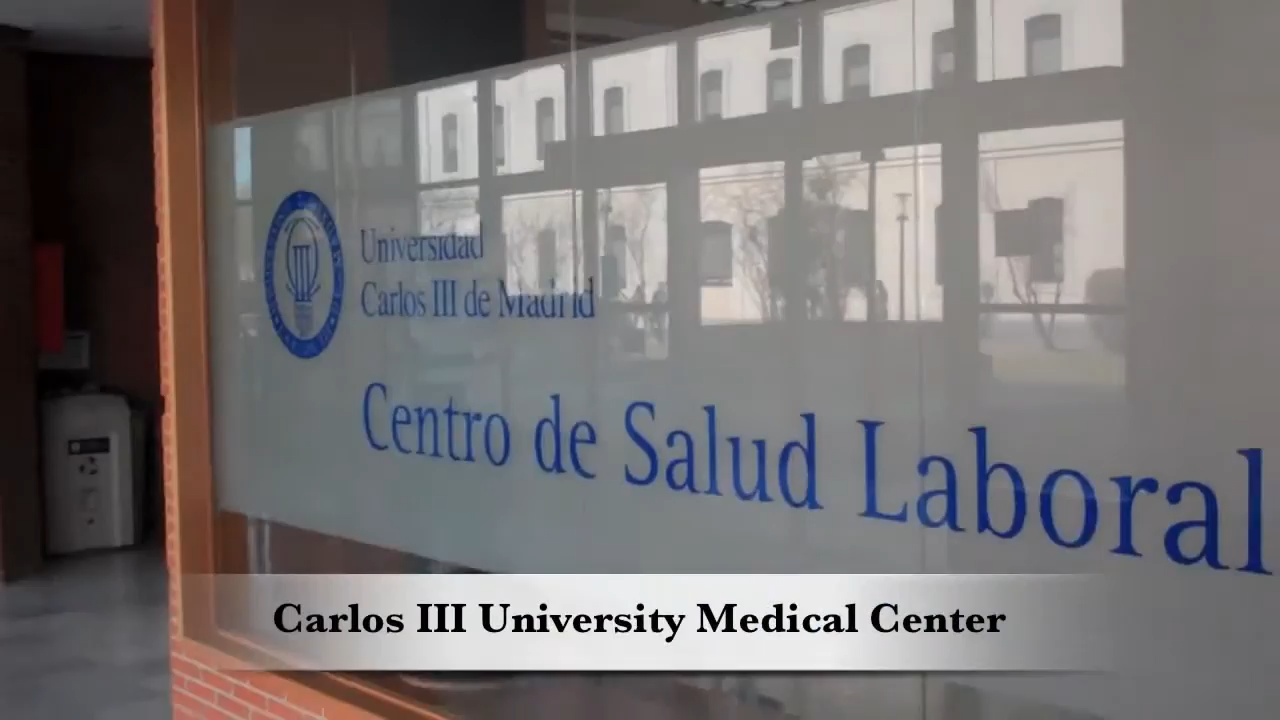 Universidad
Carlos III de Madrid
Centro de Salud Laboral
Carlos III University Medical Center